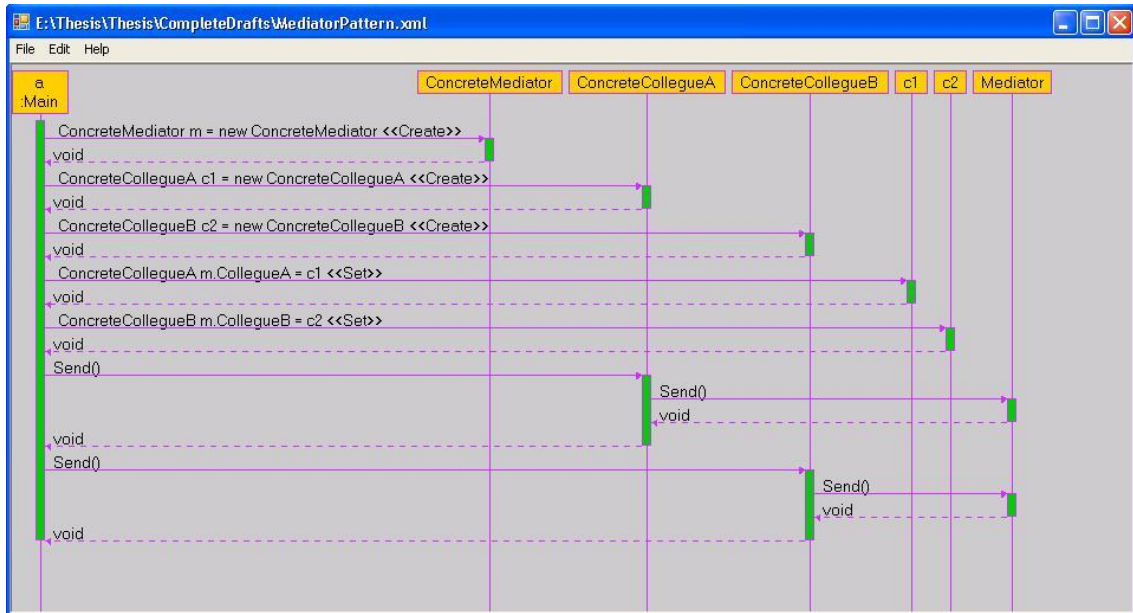 E:\Thesis\Thesis\CompleteDrafts\MediatorPattern.xml
File Edit Help
a
:Main
ConcreteMediator
ConcreteCollegueA
ConcreteCollegueB
c1
c2
Mediator
ConcreteMediator m = new ConcreteMediator <<Create>>
void
ConcreteCollegueA c1 = new ConcreteCollegueA <<Create>>
void
ConcreteCollegueB c2 = new ConcreteCollegueB <<Create>>
void
ConcreteCollegueA m.CollegueA = c1 <<Set>>
void
ConcreteCollegueB m.CollegueB = c2 <<Set>>
void
Send()
Send()
void
void
Send()
Send()
void
void